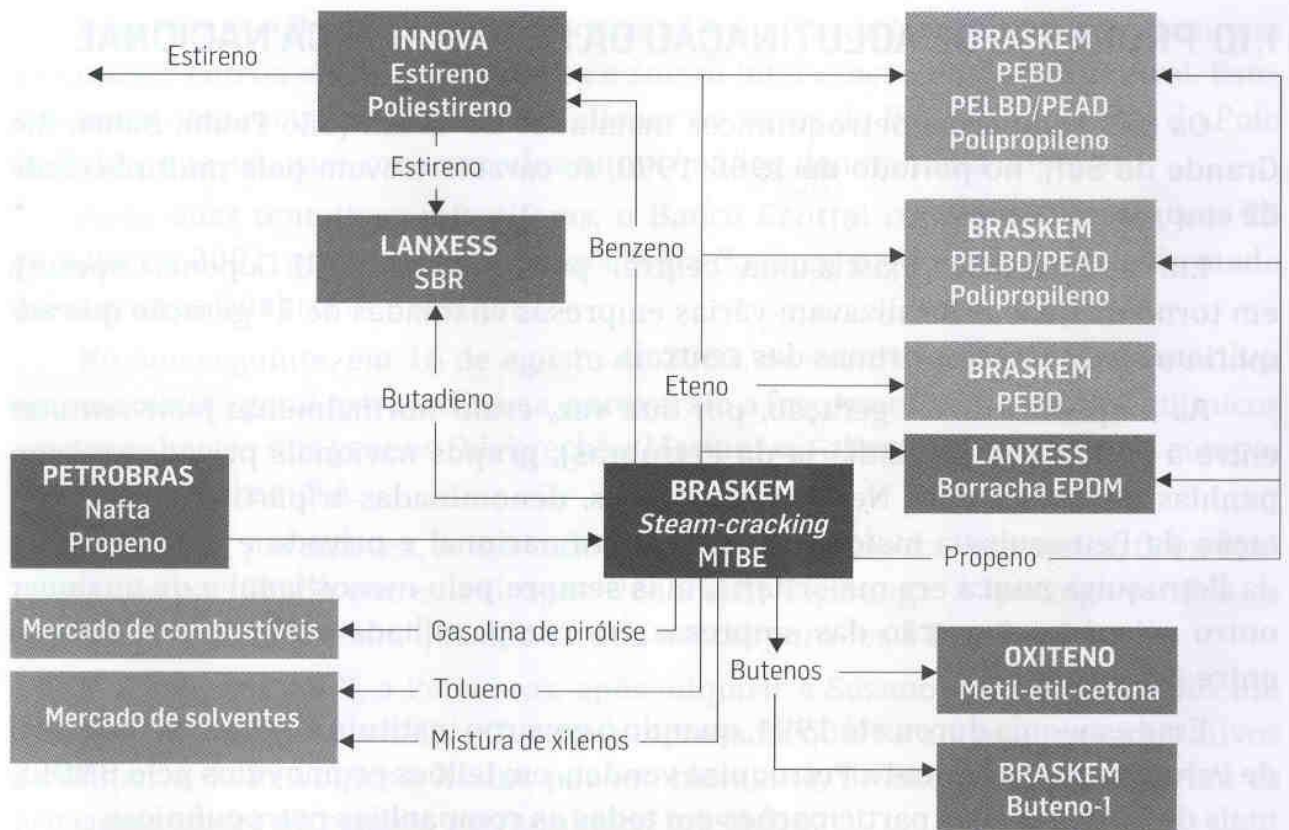 INNOVA
Estireno
Poliestireno
Estireno
BRASKEM
PEBD
PELBD/PEAD
Polipropileno
Estireno
LANXESS
SBR
Benzeno
BRASKEM
PELBD/PEAD
Polipropileno
Butadieno
Eteno
BRASKEM
PEBD
LANXESS
Borracha EPDM
PETROBRAS
Nafta
Propeno
BRASKEM
Steam-cracking
MTBE
Propeno
Mercado de combustíveis
Gasolina de pirólise
Butenos
OXITENO
Metil-etil-cetona
Mercado de solventes
Tolueno
Mistura de xilenos
BRASKEM
Buteno-1